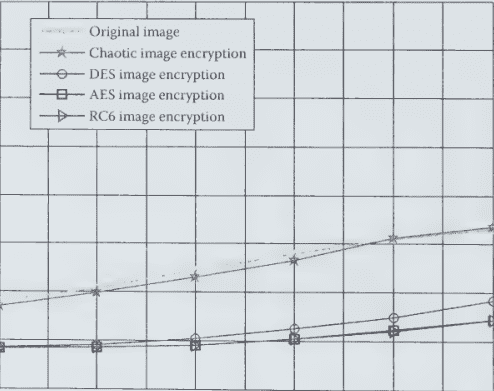 Original image
Chaotic image encryption
DES image encryption
AES image encryption
RC6 image encryption